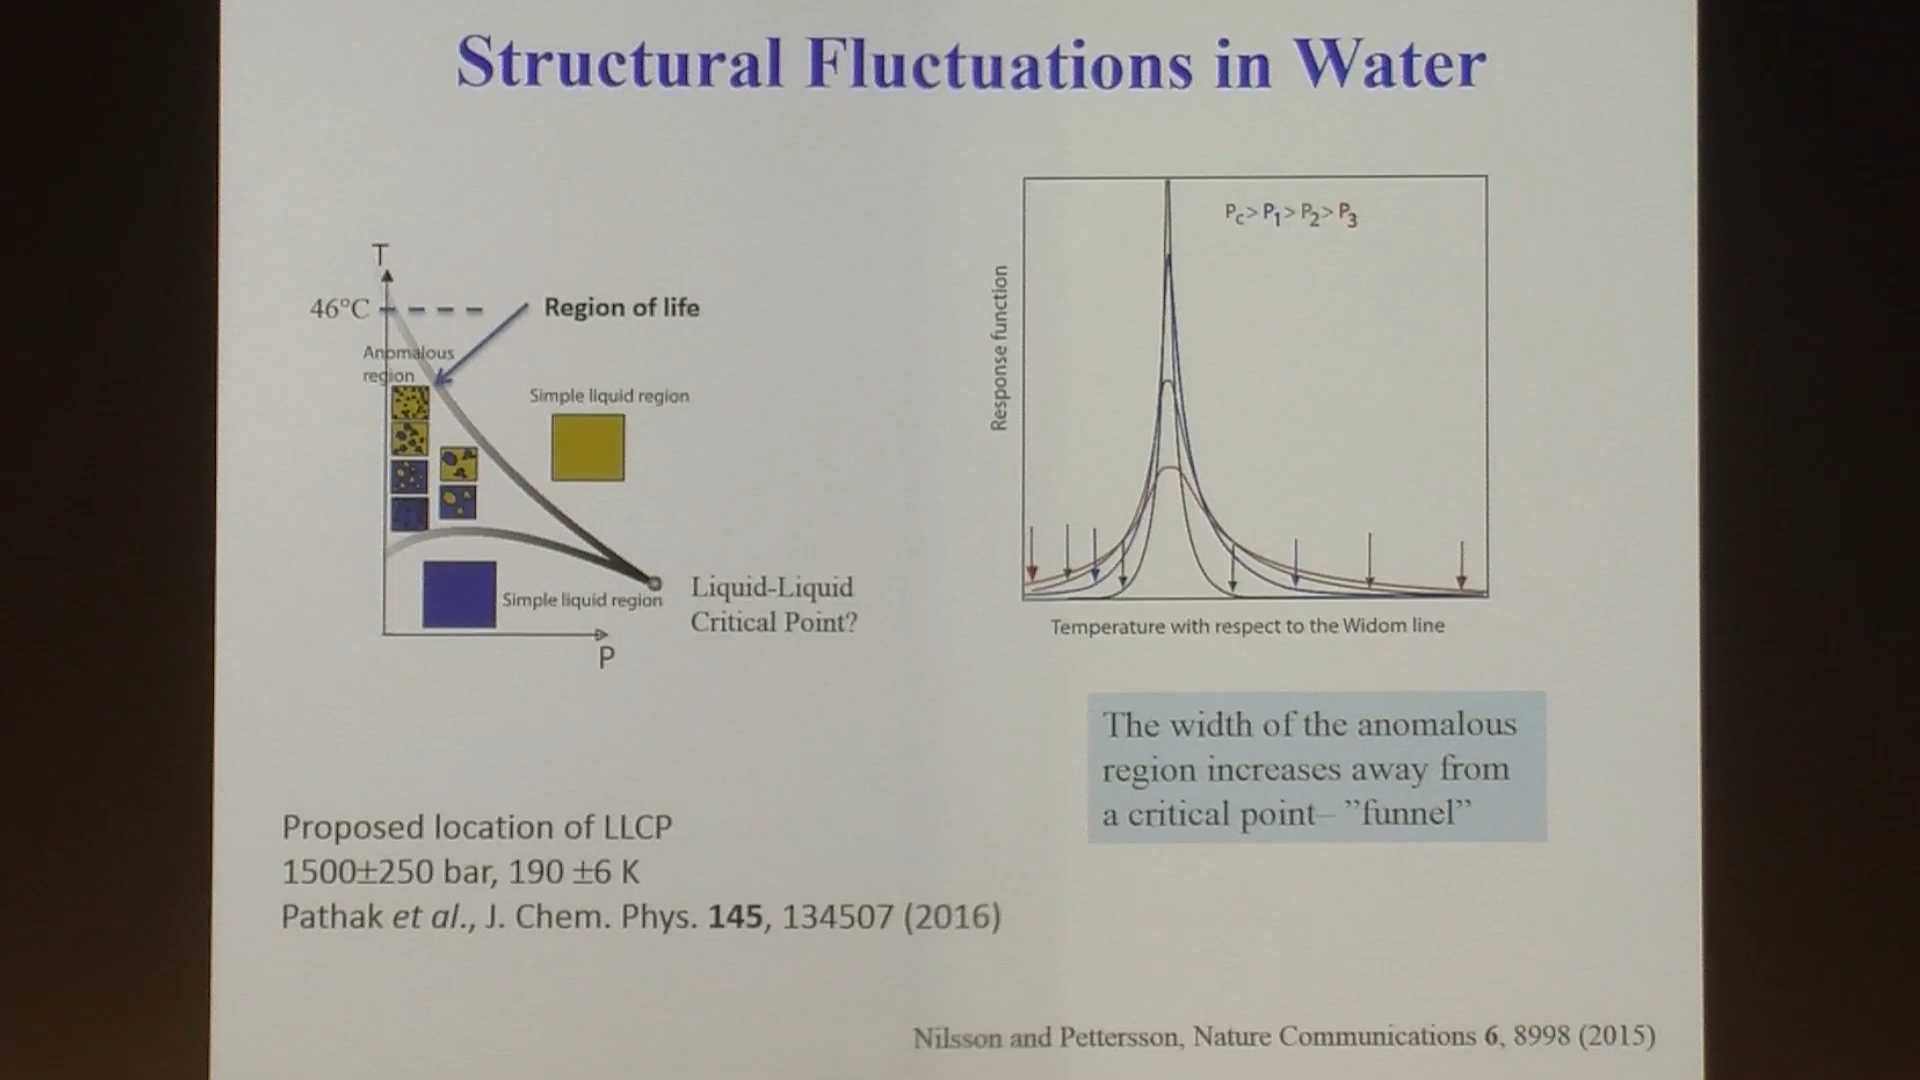 Structural Fluctuations in Water
T
46°C
Region of life
Anomalous
region
Simple liquid region
Simple liquid region
Liquid-Liquid
Critical Point?
P
Pc> P1> P2> P3
Response function
Temperature with respect to the Widom line
The width of the anomalous
region increases away from
a critical point– ”funnel”
Proposed location of LLCP
1500±250 bar, 190 ±6 K
Pathak et al., J. Chem. Phys. 145, 134507 (2016)
Nilsson and Pettersson, Nature Communications 6, 8998 (2015)